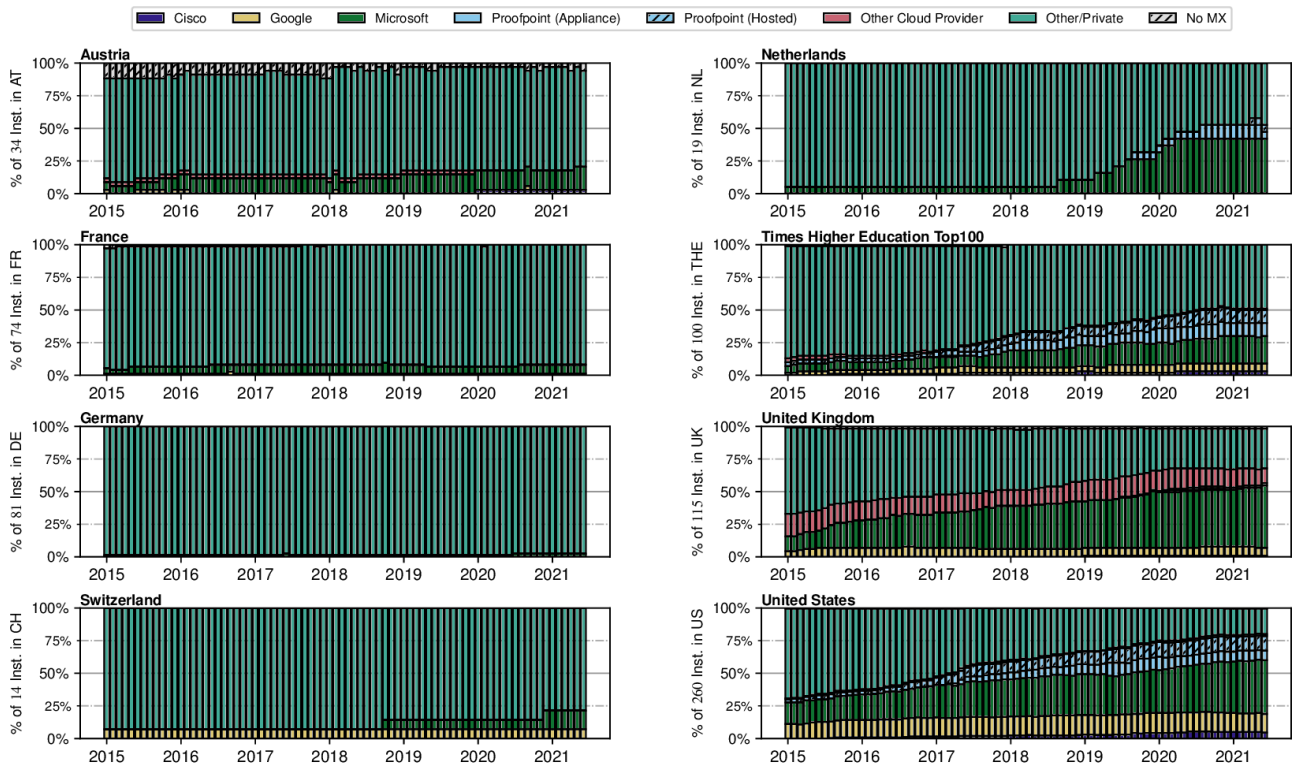 Cisco Google Microsoft Proofpoint (Appliance) Proofpoint (Hosted) Other Cloud Provider Other/Private No MX
Austria
% of 34 Inst. in AT
100%
75%
50%
25%
0%
2015 2016 2017 2018 2019 2020 2021
Netherlands
% of 19 Inst. in NL
100%
75%
50%
25%
0%
2015 2016 2017 2018 2019 2020 2021
France
% of 74 Inst. in FR
100%
75%
50%
25%
0%
2015 2016 2017 2018 2019 2020 2021
Times Higher Education Top100
% of 100 Inst. in THE
100%
75%
50%
25%
0%
2015 2016 2017 2018 2019 2020 2021
Germany
% of 81 Inst. in DE
100%
75%
50%
25%
0%
2015 2016 2017 2018 2019 2020 2021
United Kingdom
% of 115 Inst. in UK
100%
75%
50%
25%
0%
2015 2016 2017 2018 2019 2020 2021
Switzerland
% of 14 Inst. in CH
100%
75%
50%
25%
0%
2015 2016 2017 2018 2019 2020 2021
United States
% of 260 Inst. in US
100%
75%
50%
25%
0%
2015 2016 2017 2018 2019 2020 2021